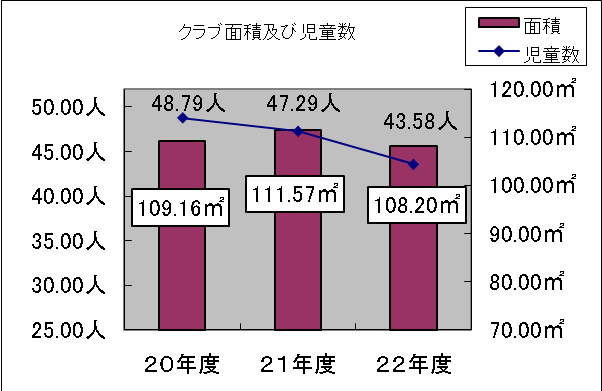 クラブ面積及び児童数
面積
児童数
50.00人
45.00人
40.00人
35.00人
30.00人
25.00人
48.79人
47.29人
43.58人
109.16㎡
111.57㎡
108.20㎡
120.00㎡
110.00㎡
100.00㎡
90.00㎡
80.00㎡
70.00㎡
20年度
21年度
22年度